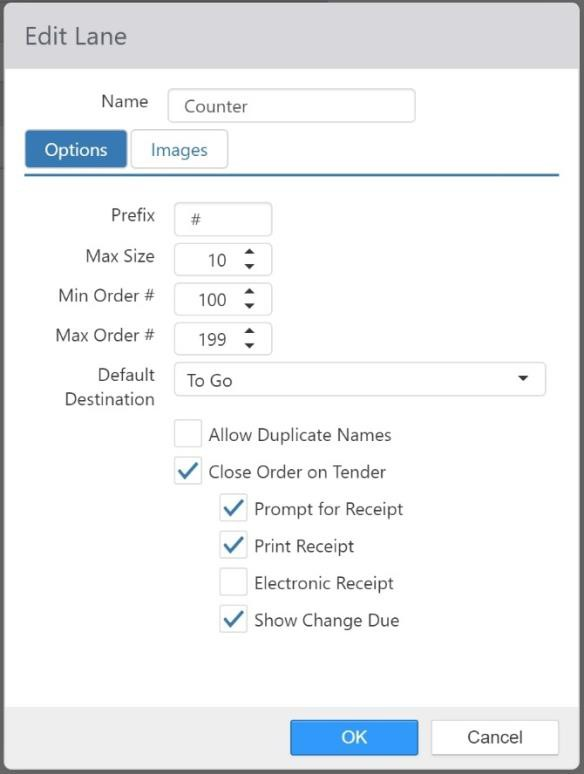 Edit Lane
Name Counter
Options Images
Prefix #
Max Size 10
Min Order # 100
Max Order # 199
Default
Destination
To Go
Allow Duplicate Names
Close Order on Tender
Prompt for Receipt
Print Receipt
Electronic Receipt
Show Change Due
OK Cancel